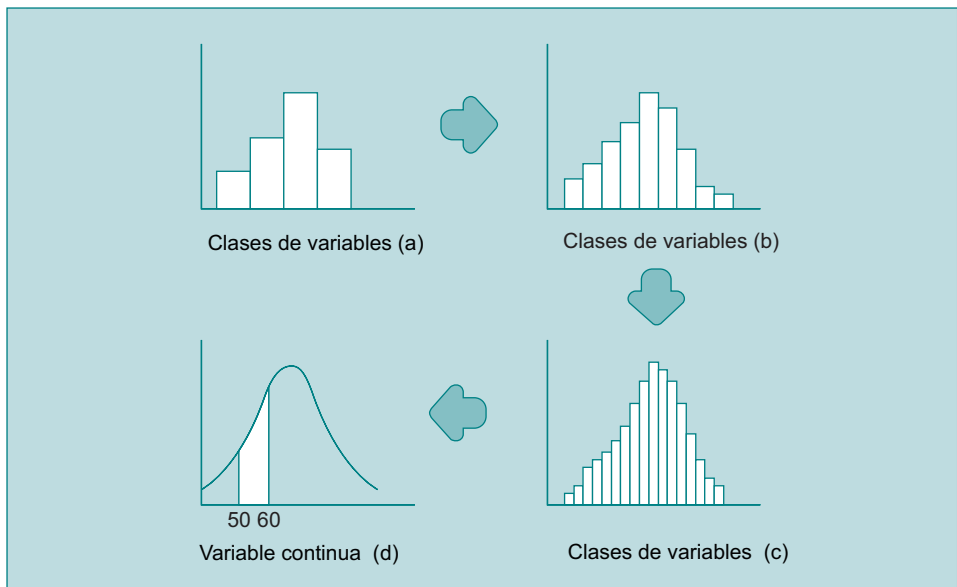 Clases de variables (a)
Clases de variables (b)
50 60
Variable continua (d)
Clases de variables (c)